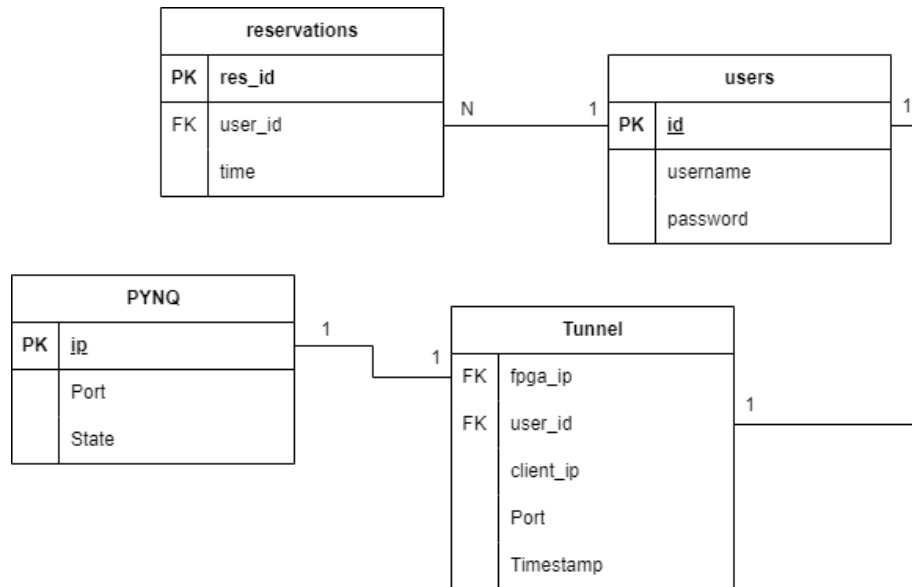 reservations
PK res_id
FK user_id
time
N 1
users
PK id
username
password
1
PYNQ
PK ip
Port
State
1 1
Tunnel
FK fpga_ip
FK user_id
client_ip
Port
Timestamp
1